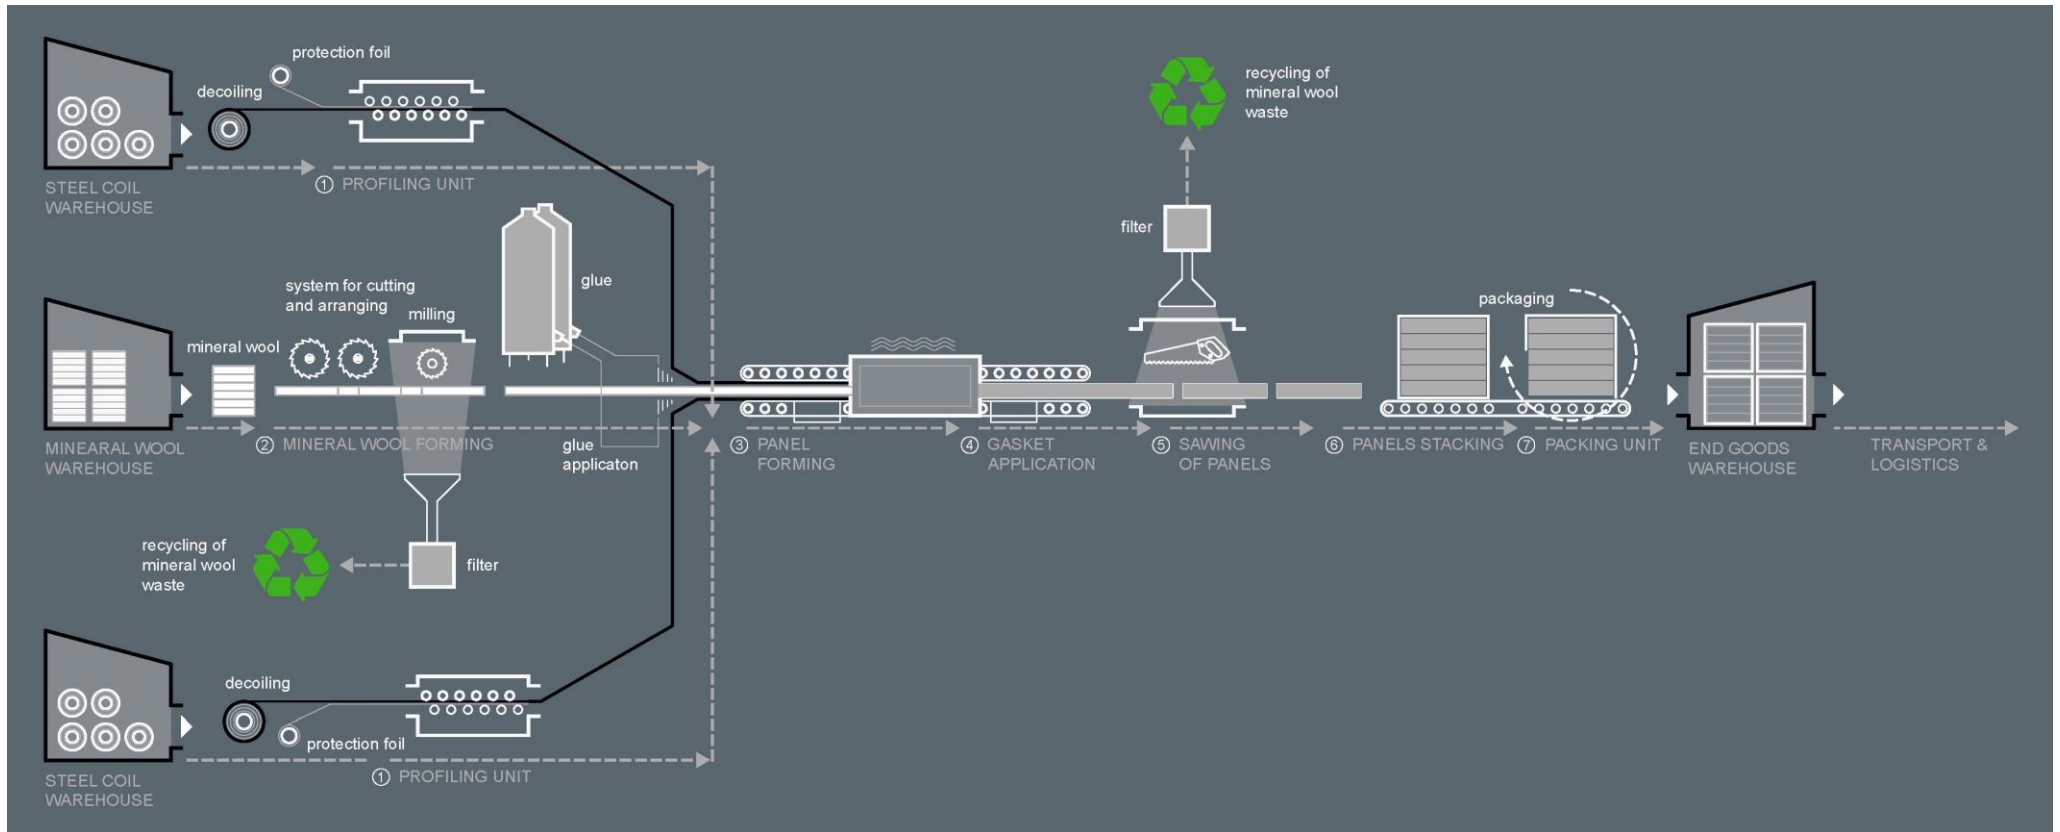 protection foil
decoiling
STEEL COIL
WAREHOUSE
① PROFILING UNIT
recycling of
mineral wool
waste
filter
system for cutting
and arranging
milling
glue
mineral wool
packaging
MINEARAL WOOL
WAREHOUSE
② MINERAL WOOL FORMING
glue
applicaton
③ PANEL
FORMING
④ GASKET
APPLICATION
⑤ SAWING
OF PANELS
⑥ PANELS STACKING
⑦ PACKING UNIT
END GOODS
WAREHOUSE
TRANSPORT &
LOGISTICS
recycling of
mineral wool
waste
filter
decoiling
protection foil
STEEL COIL
WAREHOUSE
① PROFILING UNIT